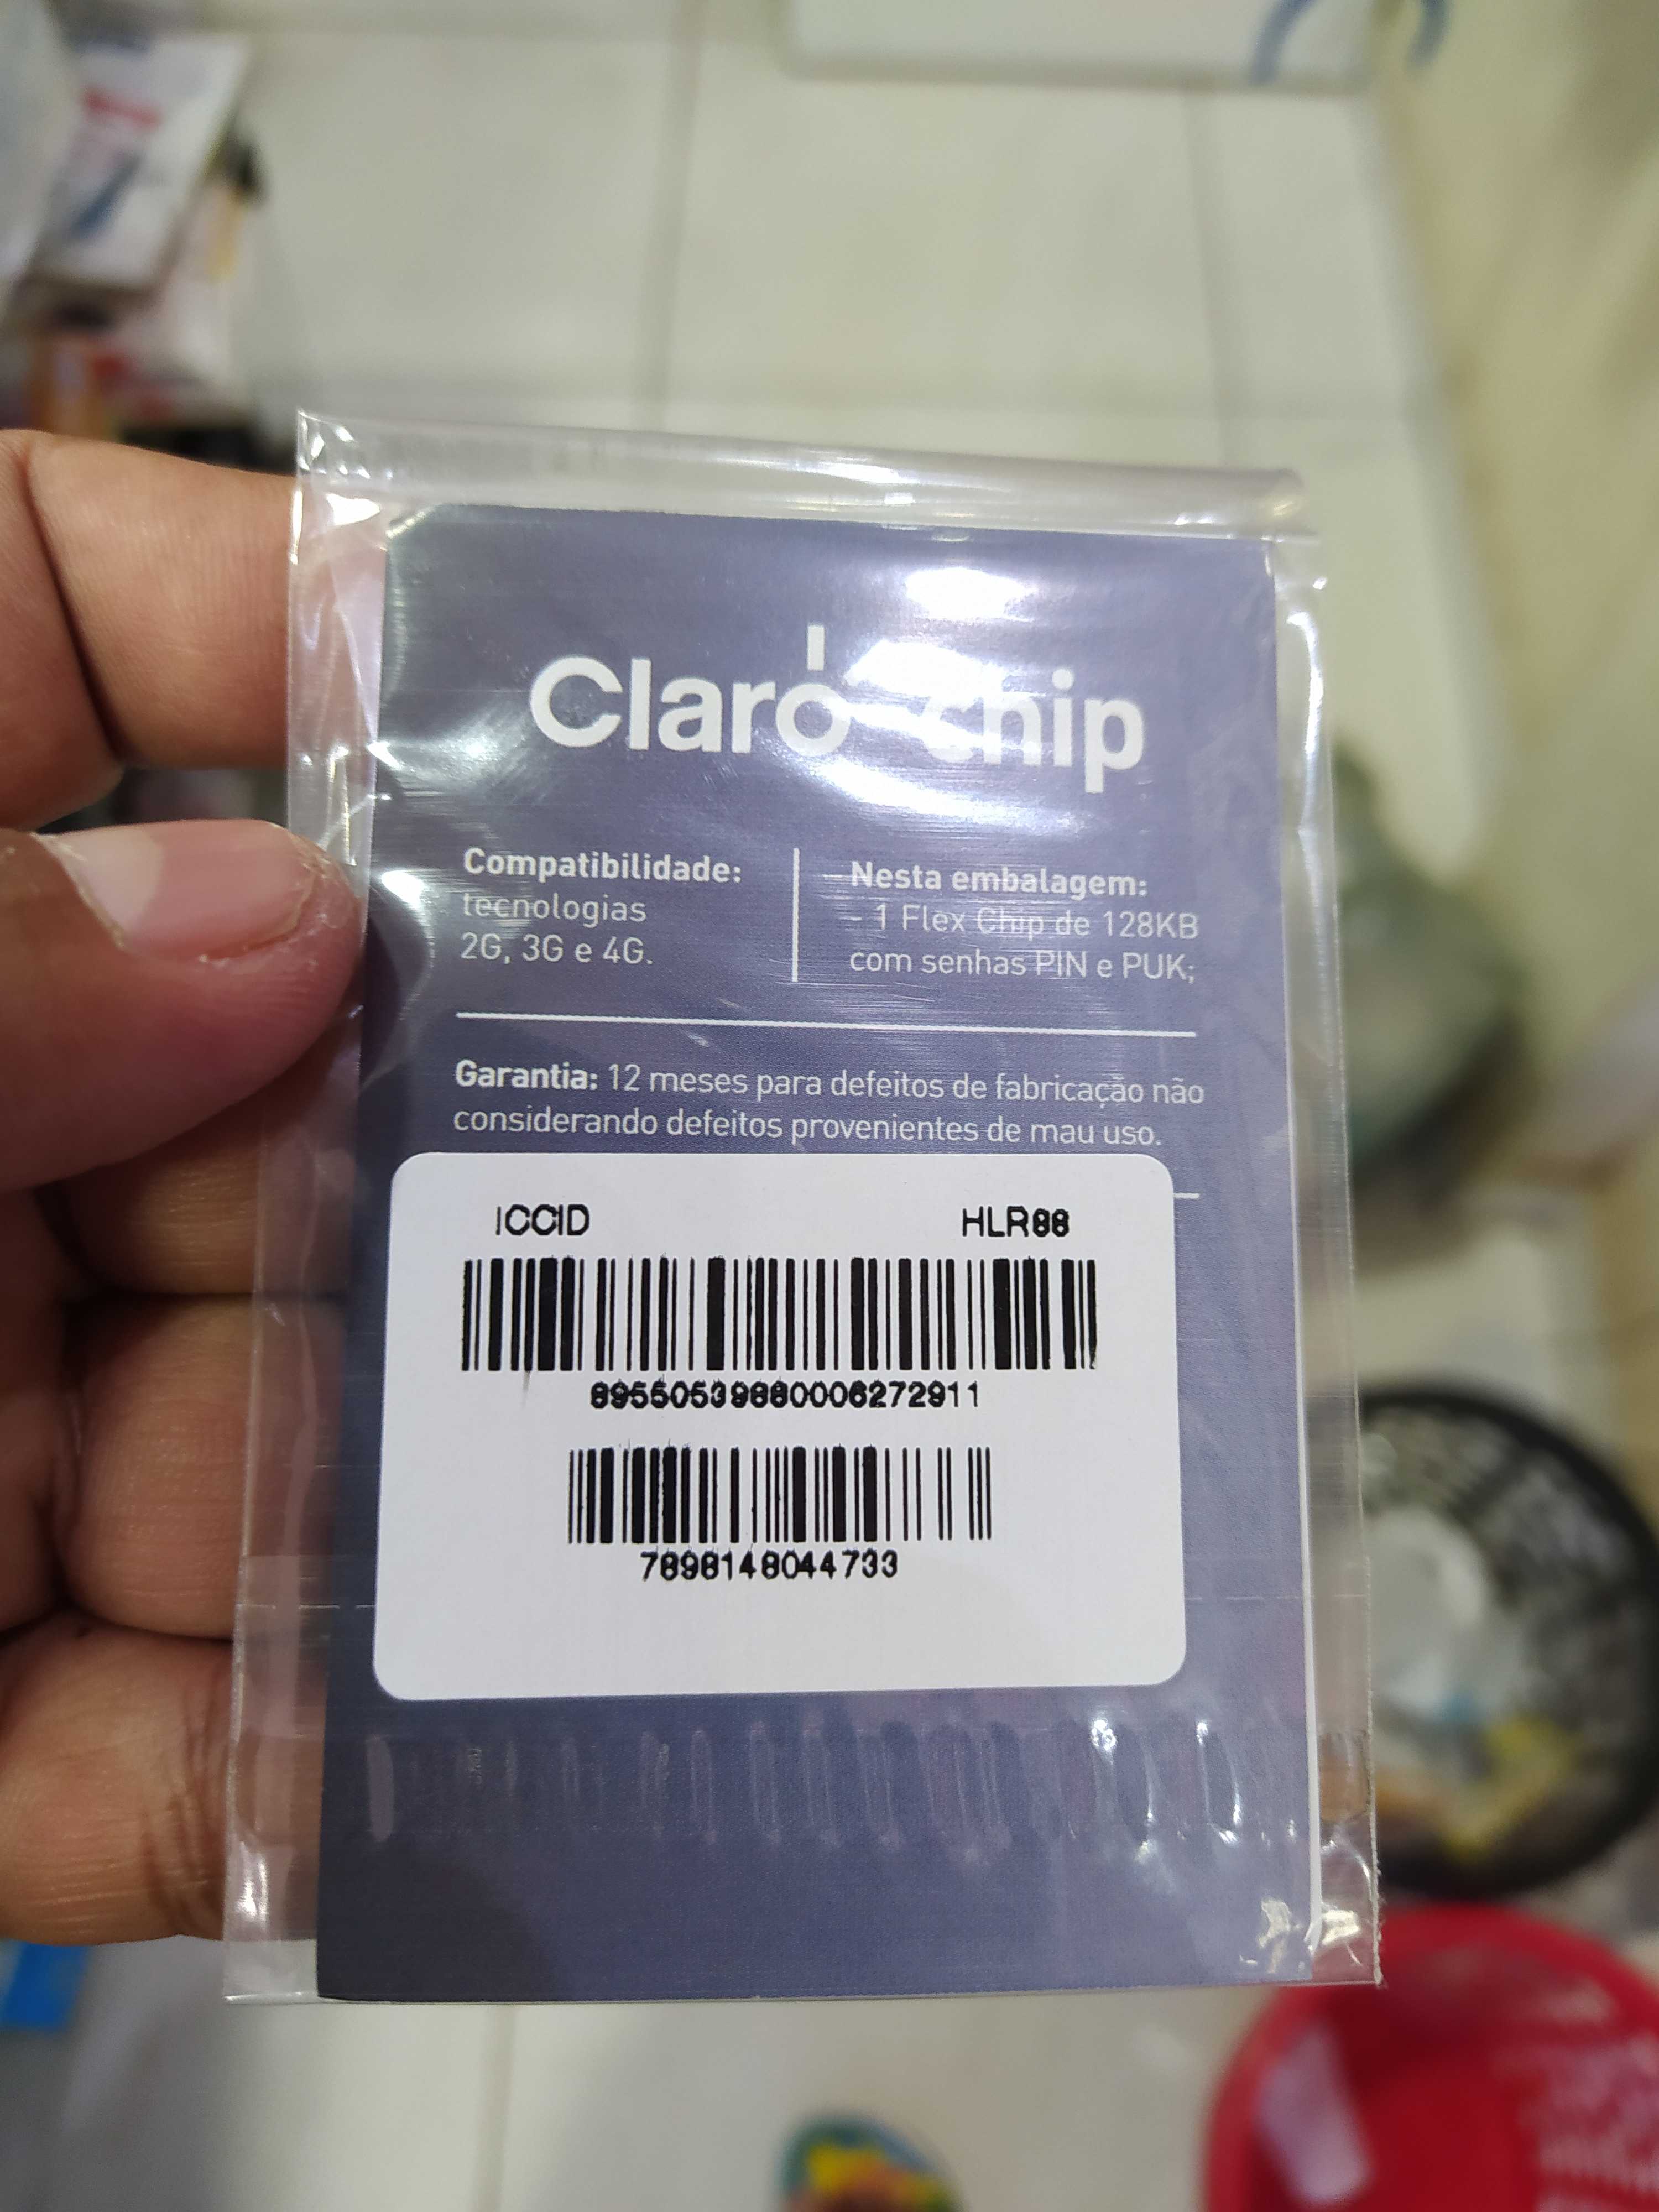 Claro-chip
Compatibilidade:
tecnologias
2G, 3G e 4G.
Nesta embalagem:
- 1 Flex Chip de 128KB
com senhas PIN e PUK;
Garantia: 12 meses para defeitos de fabricação não
considerando defeitos provenientes de mau uso.
ICCID HLR88
89550539880006272911
7898148044733